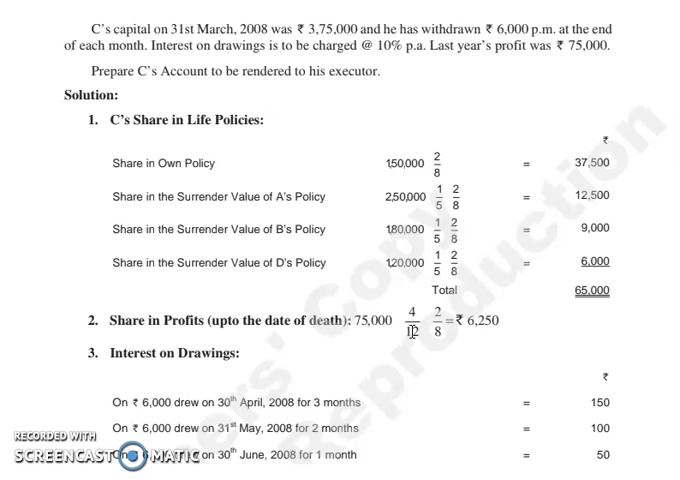 C's capital on 31st March, 2008 was ₹ 3,75,000 and he has withdrawn ₹ 6,000 p.m. at the end
of each month. Interest on drawings is to be charged @ 10% p.a. Last year's profit was ₹ 75,000.
Prepare C's Account to be rendered to his executor.
Solution:
1. C's Share in Life Policies:
₹
Share in Own Policy 1,50,000 2/8 = 37,500
Share in the Surrender Value of A's Policy 2,50,000 1/5 2/8 = 12,500
Share in the Surrender Value of B's Policy 1,80,000 1/5 2/8 = 9,000
Share in the Surrender Value of D's Policy 1,20,000 1/5 2/8 = 6,000
Total 65,000
2. Share in Profits (upto the date of death): 75,000 4/12 2/8 = ₹ 6,250
3. Interest on Drawings:
₹
On ₹ 6,000 drew on 30th April, 2008 for 3 months = 150
On ₹ 6,000 drew on 31st May, 2008 for 2 months = 100
on 30th June, 2008 for 1 month = 50
RECORDED WITH
SCREENCAST MATIC
Copy
Reproduction